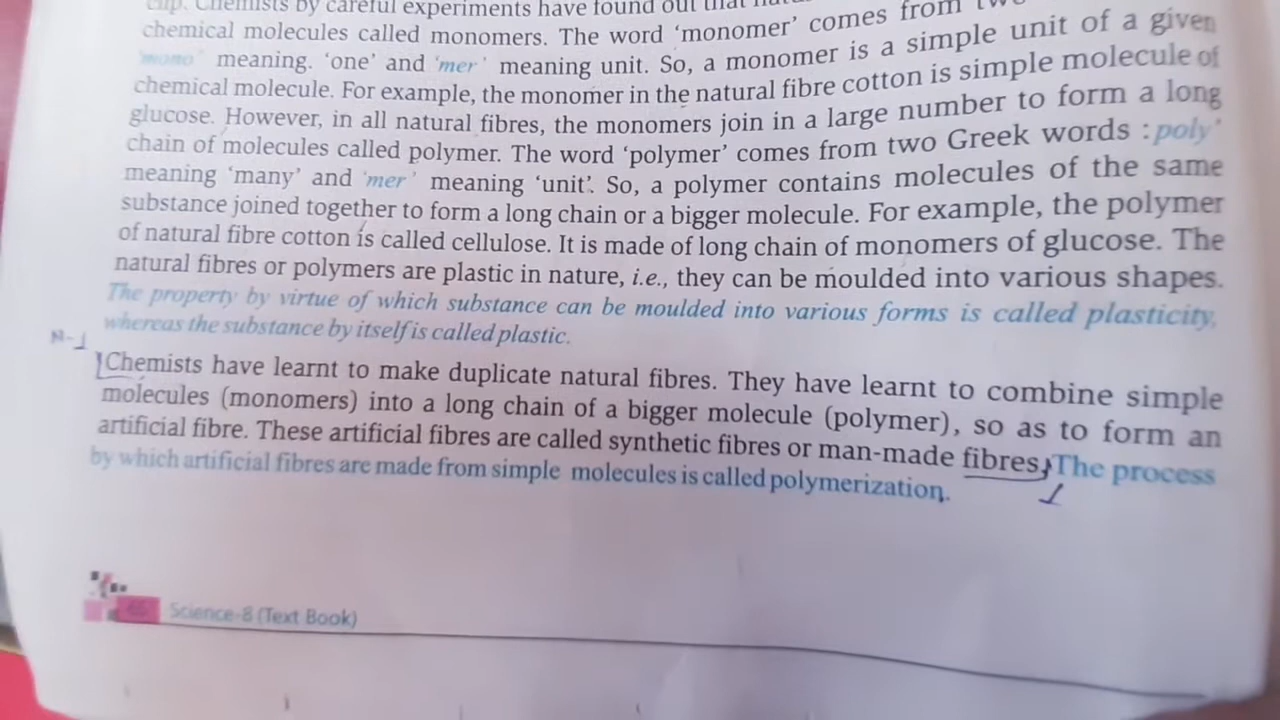 clip. Chemists by careful experiments have found out that
chemical molecules called monomers. The word ‘monomer’ comes from two
‘mono’ meaning. ‘one’ and ‘mer’ meaning unit. So, a monomer is a simple unit of a given
chemical molecule. For example, the monomer in the natural fibre cotton is simple molecule of
glucose. However, in all natural fibres, the monomers join in a large number to form a long
chain of molecules called polymer. The word ‘polymer’ comes from two Greek words : poly’
meaning ‘many’ and ‘mer’ meaning ‘unit’. So, a polymer contains molecules of the same
substance joined together to form a long chain or a bigger molecule. For example, the polymer
of natural fibre cotton is called cellulose. It is made of long chain of monomers of glucose. The
natural fibres or polymers are plastic in nature, i.e., they can be moulded into various shapes.
The property by virtue of which substance can be moulded into various forms is called plasticity,
whereas the substance by itself is called plastic.
N-1
Chemists have learnt to make duplicate natural fibres. They have learnt to combine simple
molecules (monomers) into a long chain of a bigger molecule (polymer), so as to form an
artificial fibre. These artificial fibres are called synthetic fibres or man-made fibres. The process
by which artificial fibres are made from simple molecules is called polymerization.
Science-8 (Text Book)